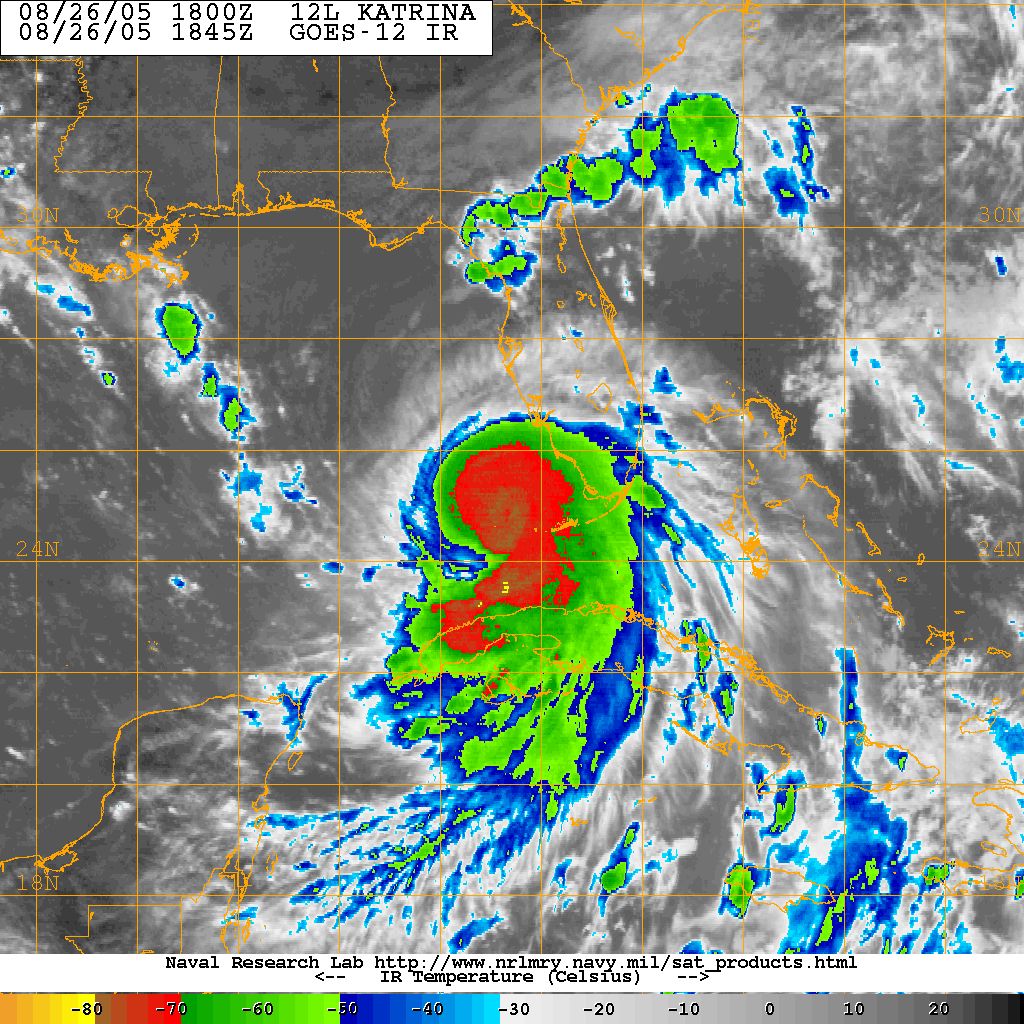 08/26/05 1800Z 12L KATRINA
08/26/05 1845Z GOES-12 IR
30N 30N
24N 24N
18N
Naval Research Lab http://www.nrlmry.navy.mil/sat_products.html
<-- IR Temperature (Celsius) -->
-80 -70 -60 -50 -40 -30 -20 -10 0 10 20